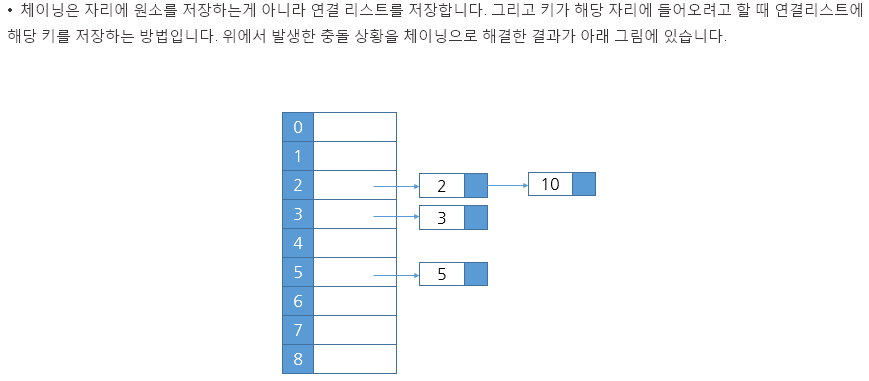 • 체이닝은 자리에 원소를 저장하는게 아니라 연결 리스트를 저장합니다. 그리고 키가 해당 자리에 들어오려고 할 때 연결리스트에
해당 키를 저장하는 방법입니다. 위에서 발생한 충돌 상황을 체이닝으로 해결한 결과가 아래 그림에 있습니다.
0
1
2 2 10
3 3
4
5 5
6
7
8